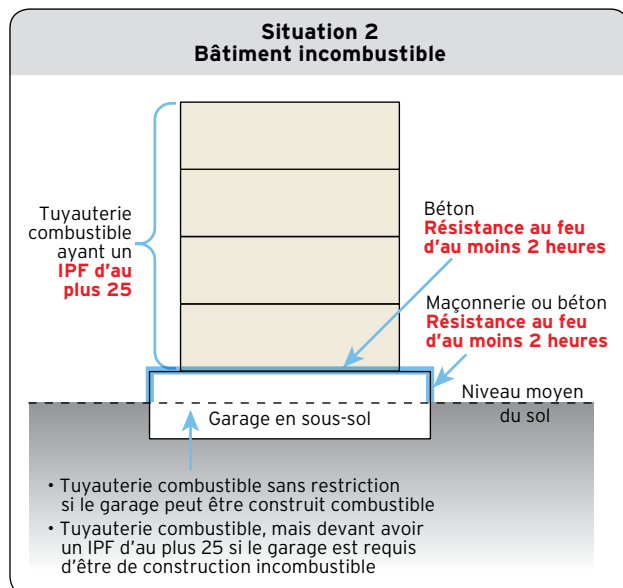 Situation 2
Bâtiment incombustible
Tuyauterie
combustible
ayant un
IPF d'au
plus 25
Béton
Résistance au feu
d'au moins 2 heures
Maçonnerie ou béton
Résistance au feu
d'au moins 2 heures
Niveau moyen
du sol
Garage en sous-sol
• Tuyauterie combustible sans restriction
si le garage peut être construit combustible
• Tuyauterie combustible, mais devant avoir
un IPF d'au plus 25 si le garage est requis
d'être de construction incombustible